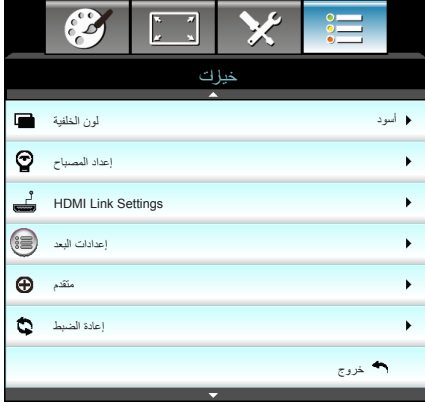 خيارات
لون الخلفية
أسود
إعداد المصباح
HDMI Link Settings
إعدادات البعد
متقدم
إعادة الضبط
خروج